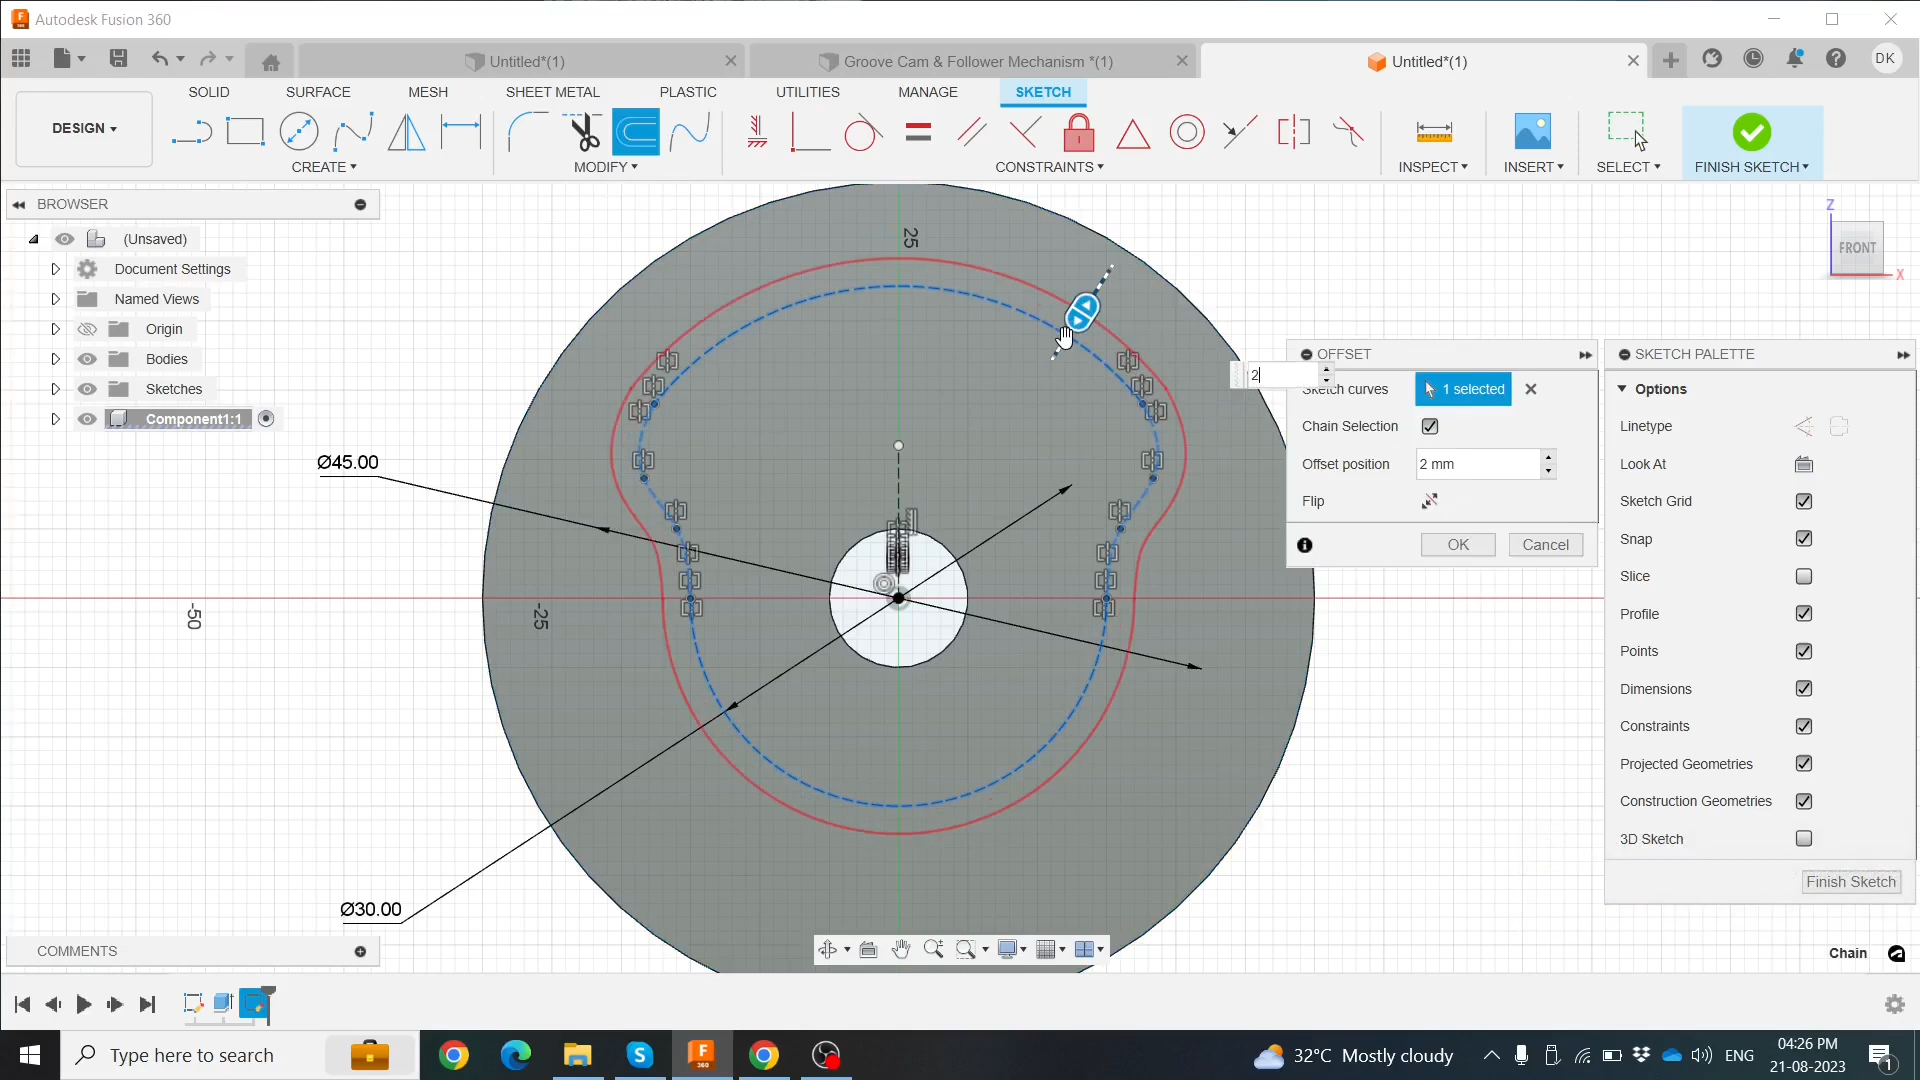 Autodesk Fusion 360
Untitled*(1)
Groove Cam & Follower Mechanism *(1)
Untitled*(1)
DK
SOLID
SURFACE
MESH
SHEET METAL
PLASTIC
UTILITIES
MANAGE
SKETCH
DESIGN
CREATE
MODIFY
CONSTRAINTS
INSPECT
INSERT
SELECT
FINISH SKETCH
BROWSER
(Unsaved)
Document Settings
Named Views
Origin
Bodies
Sketches
Component1:1
Z
FRONT
X
25
-50
-25
Ø45.00
Ø30.00
2
OFFSET
Sketch curves
1 selected
Chain Selection
Offset position
2 mm
Flip
OK
Cancel
SKETCH PALETTE
Options
Linetype
Look At
Sketch Grid
Snap
Slice
Profile
Points
Dimensions
Constraints
Projected Geometries
Construction Geometries
3D Sketch
Finish Sketch
COMMENTS
Chain
Type here to search
F
360
32°C Mostly cloudy
ENG
04:26 PM
21-08-2023
1